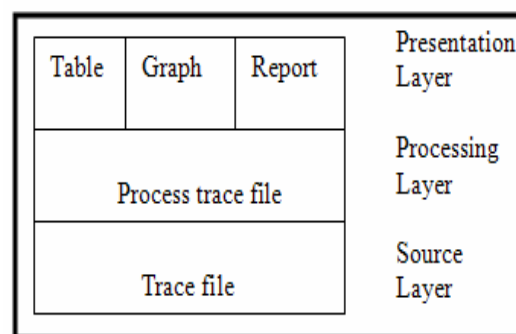 Table Graph Report
Presentation
Layer
Process trace file
Processing
Layer
Trace file
Source
Layer